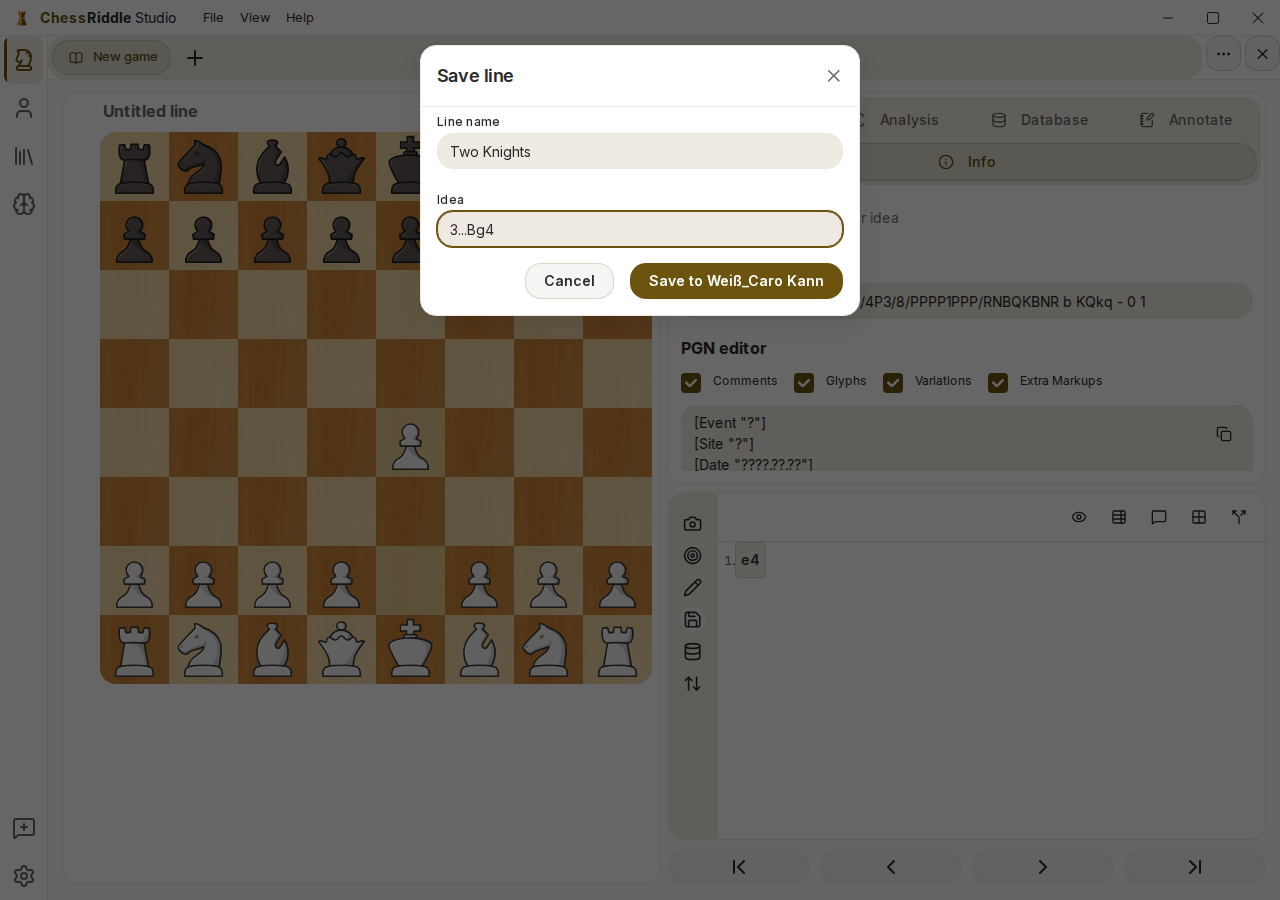 ChessRiddle Studio File View Help
New game
Untitled line
Save line
Line name
Two Knights
Idea
3...Bg4
Cancel
Save to Weiß_Caro Kann
Analysis
Database
Annotate
Info
r idea
/4P3/8/PPPP1PPP/RNBQKBNR b KQkq - 0 1
PGN editor
Comments Glyphs Variations Extra Markups
[Event "?"]
[Site "?"]
[Date "????.??.??"]
1. e4